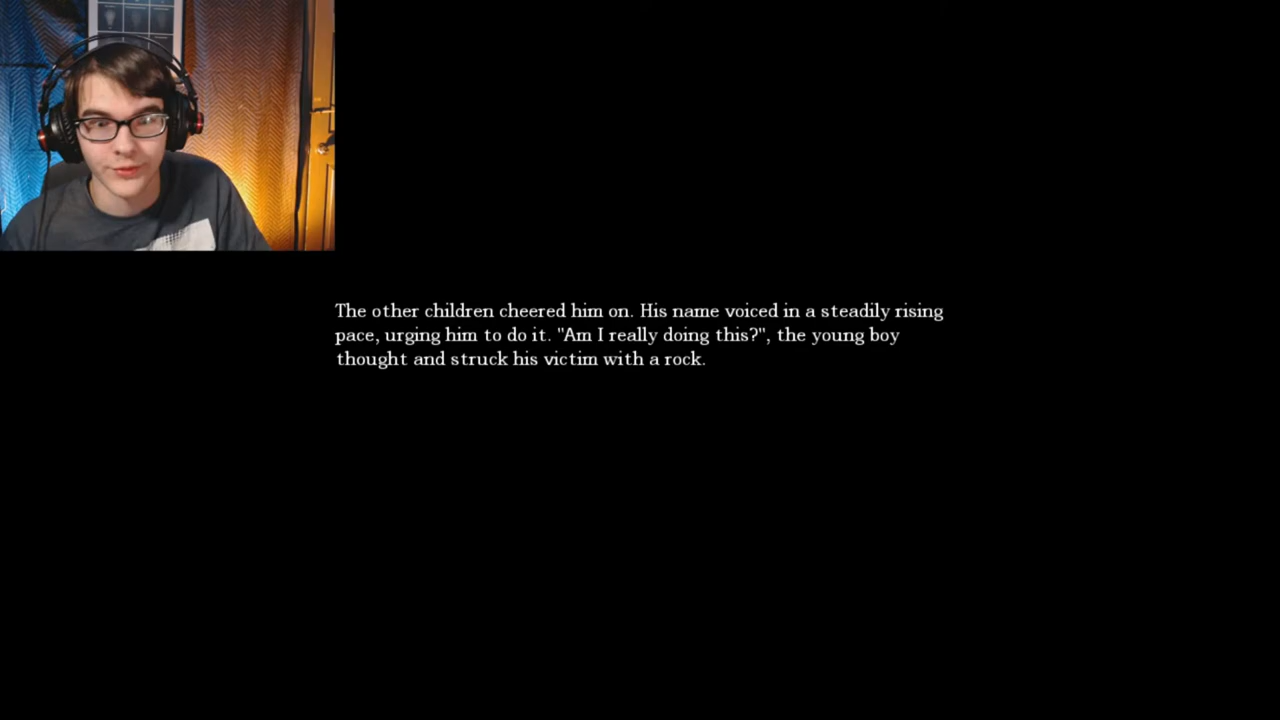 The other children cheered him on. His name voiced in a steadily rising
pace, urging him to do it. "Am I really doing this?", the young boy
thought and struck his victim with a rock.